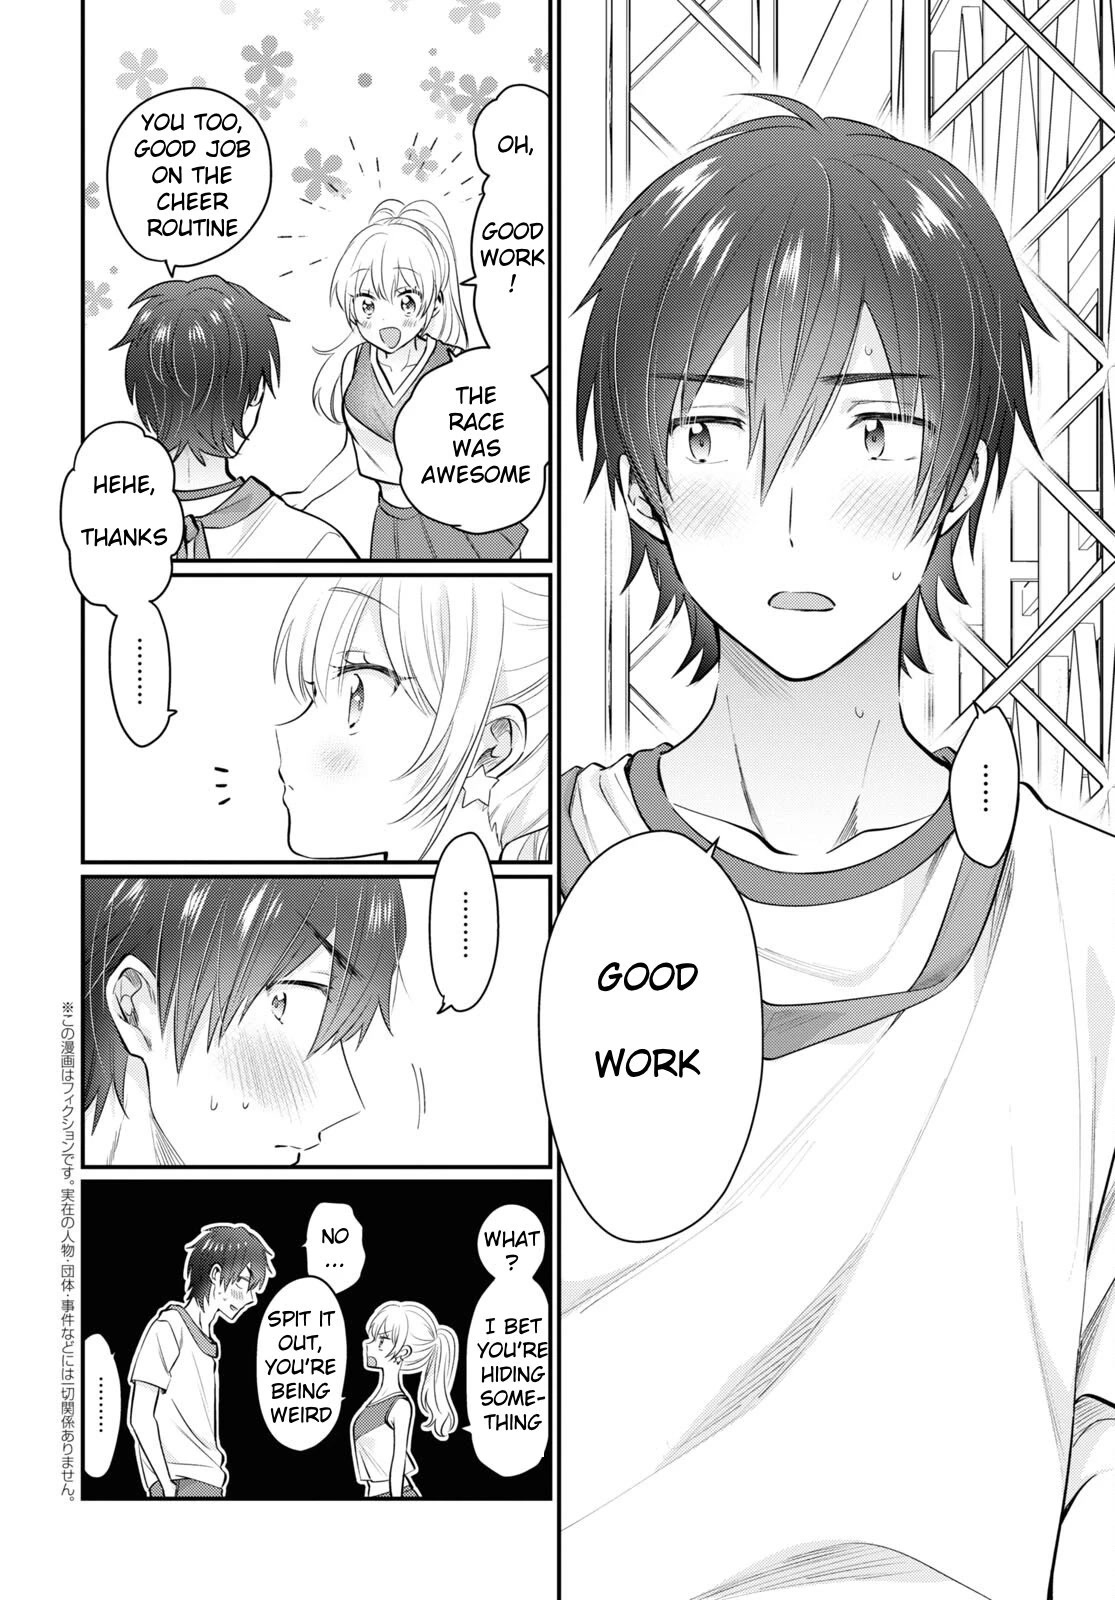 ………
GOOD
WORK
OH,
GOOD
WORK
!
THE
RACE
WAS
AWESOME
YOU TOO,
GOOD JOB
ON THE
CHEER
ROUTINE
HEHE,
THANKS
………
………
WHAT
?
I BET
YOU'RE
HIDING
SOME-
THING
NO
...
SPIT IT
OUT,
YOU'RE
BEING
WEIRD
………
※この漫画はフィクションです。実在の人物・団体・事件などには一切関係ありません。